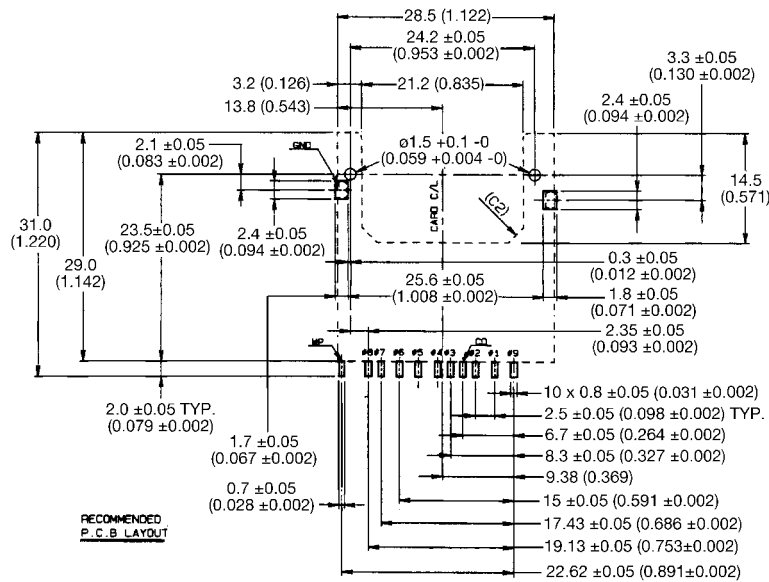 28.5 (1.122)
24.2 ±0.05
(0.953 ±0.002)
3.3 ±0.05
(0.130 ±0.002)
3.2 (0.126)
21.2 (0.835)
13.8 (0.543)
2.4 ±0.05
(0.094 ±0.002)
2.1 ±0.05
(0.083 ±0.002)
GND
ø1.5 +0.1 -0
(0.059 +0.004 -0)
14.5
(0.571)
CARD C/L
(C2)
31.0
(1.220)
29.0
(1.142)
23.5±0.05
(0.925 ±0.002)
2.4 ±0.05
(0.094 ±0.002)
0.3 ±0.05
(0.012 ±0.002)
25.6 ±0.05
(1.008 ±0.002)
1.8 ±0.05
(0.071 ±0.002)
2.35 ±0.05
(0.093 ±0.002)
WP
CD
#8 #7 #6 #5 #4 #3 #2 #1 #9
2.0 ±0.05 TYP.
(0.079 ±0.002)
10 x 0.8 ±0.05 (0.031 ±0.002)
2.5 ±0.05 (0.098 ±0.002) TYP.
1.7 ±0.05
(0.067 ±0.002)
6.7 ±0.05 (0.264 ±0.002)
8.3 ±0.05 (0.327 ±0.002)
9.38 (0.369)
0.7 ±0.05
(0.028 ±0.002)
15 ±0.05 (0.591 ±0.002)
17.43 ±0.05 (0.686 ±0.002)
19.13 ±0.05 (0.753±0.002)
22.62 ±0.05 (0.891±0.002)
RECOMMENDED
P.C.B LAYOUT